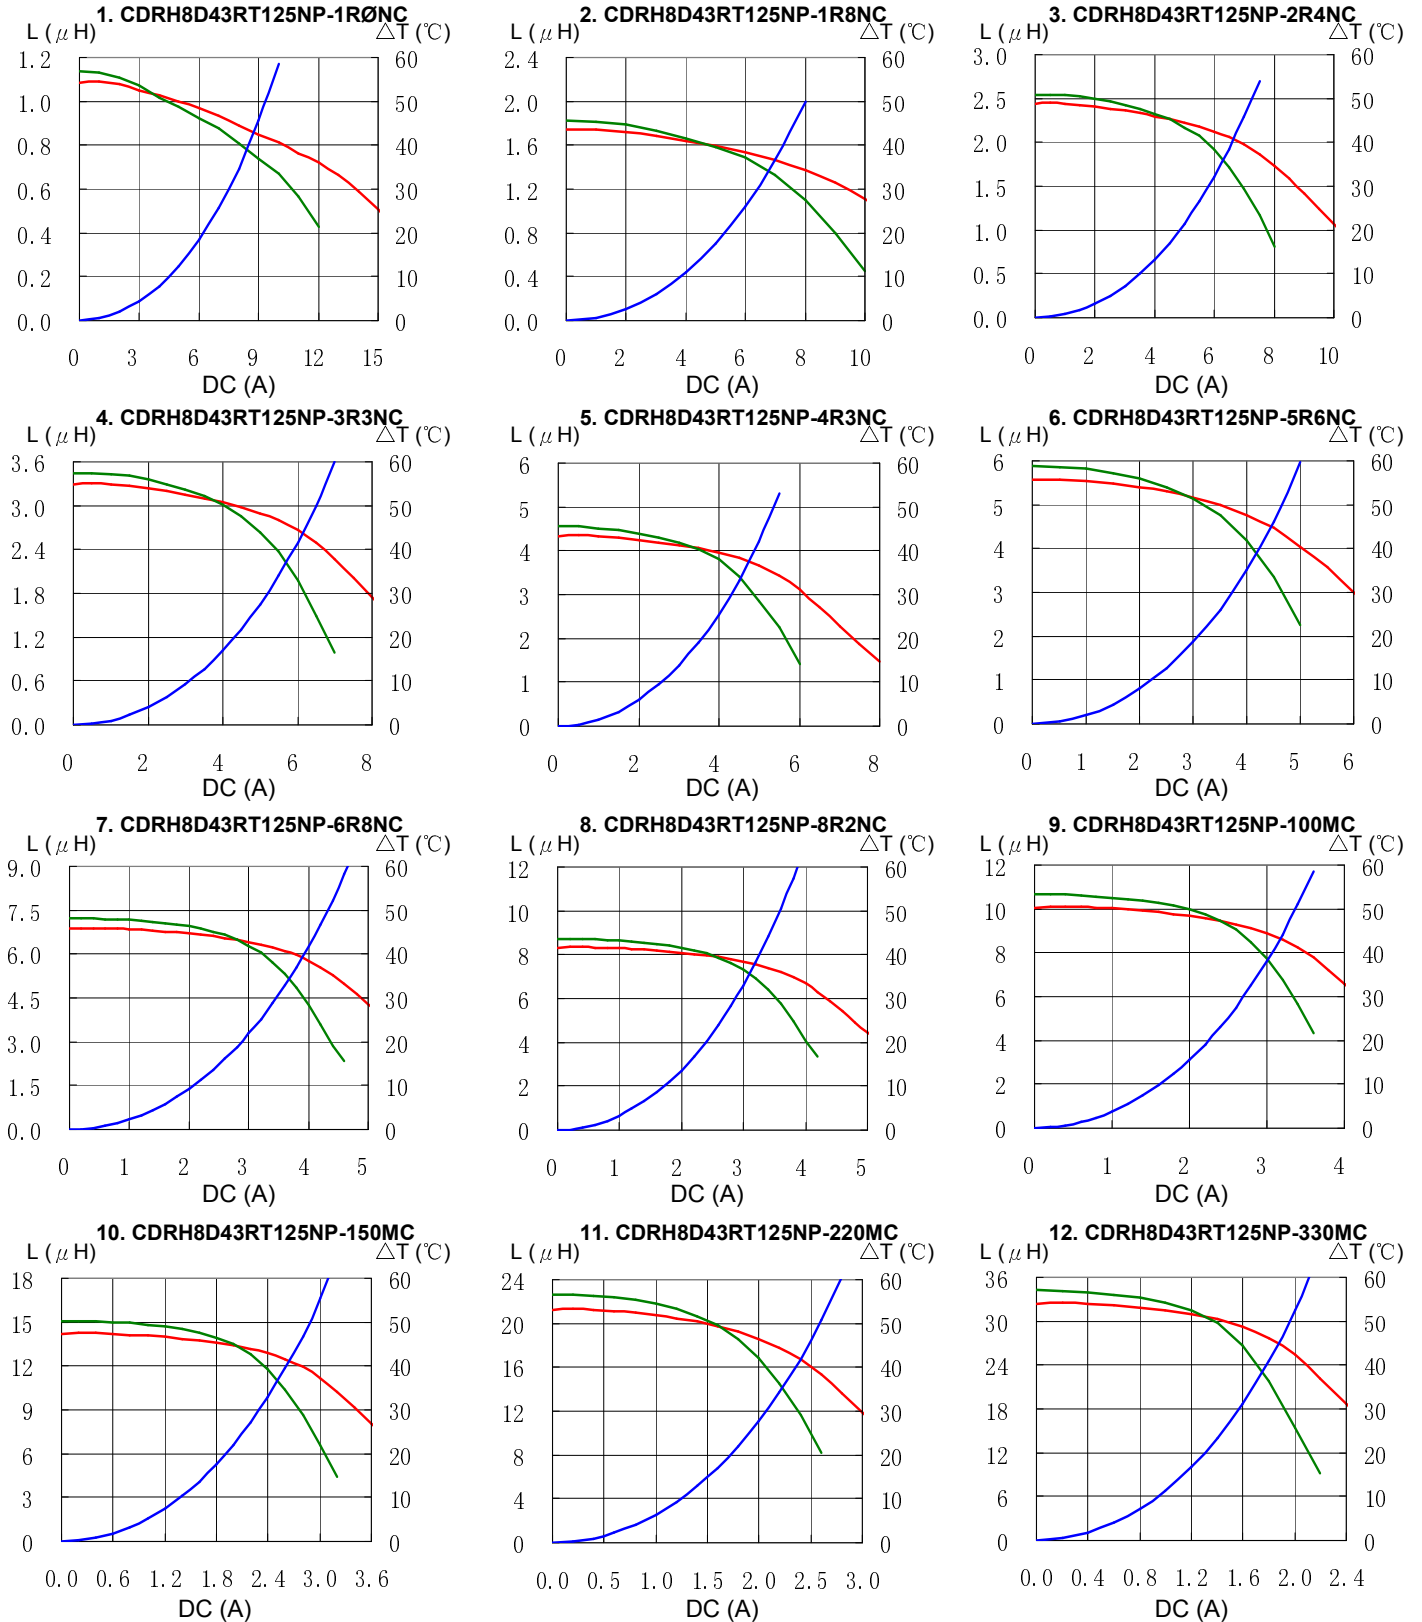 1. CDRH8D43RT125NP-1RØNC
L (μH) △T (℃)
1.2 60
1.0 50
0.8 40
0.6 30
0.4 20
0.2 10
0.0 0
0 3 6 9 12 15
DC (A)
2. CDRH8D43RT125NP-1R8NC
L (μH) △T (℃)
2.4 60
2.0 50
1.6 40
1.2 30
0.8 20
0.4 10
0.0 0
0 2 4 6 8 10
DC (A)
3. CDRH8D43RT125NP-2R4NC
L (μH) △T (℃)
3.0 60
2.5 50
2.0 40
1.5 30
1.0 20
0.5 10
0.0 0
0 2 4 6 8 10
DC (A)
4. CDRH8D43RT125NP-3R3NC
L (μH) △T (℃)
3.6 60
3.0 50
2.4 40
1.8 30
1.2 20
0.6 10
0.0 0
0 2 4 6 8
DC (A)
5. CDRH8D43RT125NP-4R3NC
L (μH) △T (℃)
6 60
5 50
4 40
3 30
2 20
1 10
0 0
0 2 4 6 8
DC (A)
6. CDRH8D43RT125NP-5R6NC
L (μH) △T (℃)
6 60
5 50
4 40
3 30
2 20
1 10
0 0
0 1 2 3 4 5 6
DC (A)
7. CDRH8D43RT125NP-6R8NC
L (μH) △T (℃)
9.0 60
7.5 50
6.0 40
4.5 30
3.0 20
1.5 10
0.0 0
0 1 2 3 4 5
DC (A)
8. CDRH8D43RT125NP-8R2NC
L (μH) △T (℃)
12 60
10 50
8 40
6 30
4 20
2 10
0 0
0 1 2 3 4 5
DC (A)
9. CDRH8D43RT125NP-100MC
L (μH) △T (℃)
12 60
10 50
8 40
6 30
4 20
2 10
0 0
0 1 2 3 4
DC (A)
10. CDRH8D43RT125NP-150MC
L (μH) △T (℃)
18 60
15 50
12 40
9 30
6 20
3 10
0 0
0.0 0.6 1.2 1.8 2.4 3.0 3.6
DC (A)
11. CDRH8D43RT125NP-220MC
L (μH) △T (℃)
24 60
20 50
16 40
12 30
8 20
4 10
0 0
0.0 0.5 1.0 1.5 2.0 2.5 3.0
DC (A)
12. CDRH8D43RT125NP-330MC
L (μH) △T (℃)
36 60
30 50
24 40
18 30
12 20
6 10
0 0
0.0 0.4 0.8 1.2 1.6 2.0 2.4
DC (A)